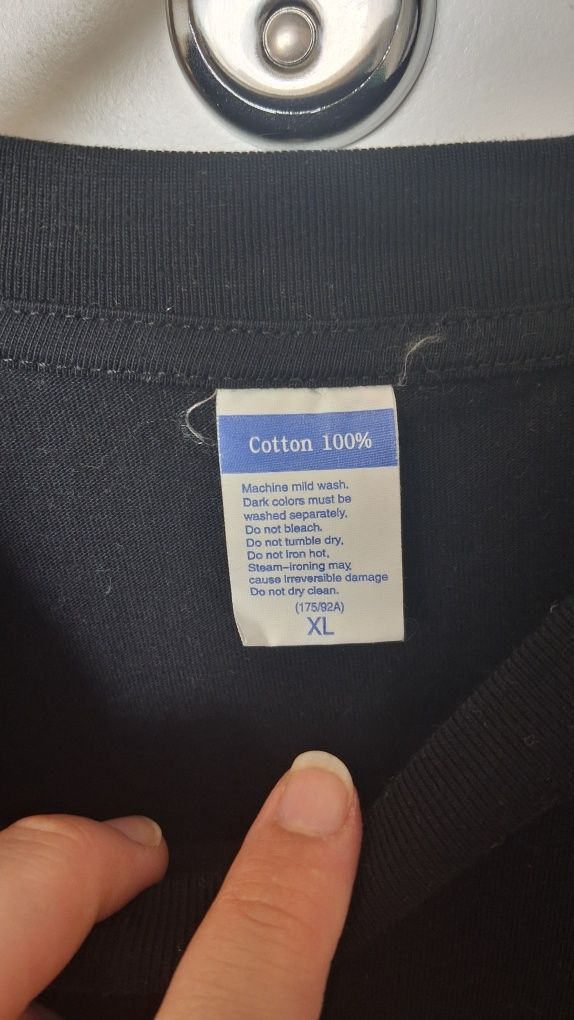 Cotton 100%
Machine mild wash.
Dark colors must be
washed separately.
Do not bleach.
Do not tumble dry.
Do not iron hot.
Steam-ironing may
cause irreversible damage
Do not dry clean.
(175/92A)
XL